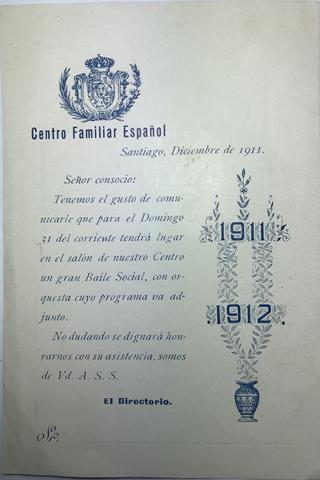 Centro Familiar Español
Santiago, Diciembre de 1911.
Señor consocio:
Tenemos el gusto de comu-
nicarle que para el Domingo
31 del corriente tendrá lugar
en el salón de nuestro Centro
un gran Baile Social, con or-
questa cuyo programa va ad-
junto.
No dudando se dignará hon-
rarnos con su asistencia, somos
de Vd. A. S. S.
El Directorio.
1911
1912
Sr.